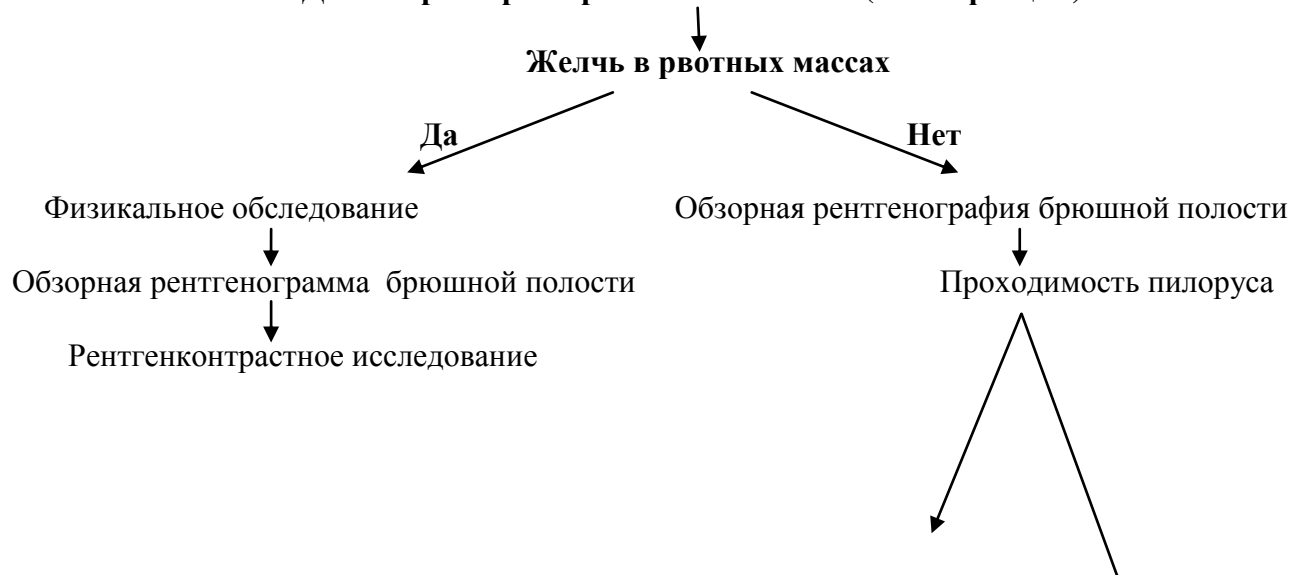 Желчь в рвотных массах
Да
Нет
Физикальное обследование
Обзорная рентгенография брюшной полости
Обзорная рентгенограмма брюшной полости
Проходимость пилоруса
Рентгенконтрастное исследование